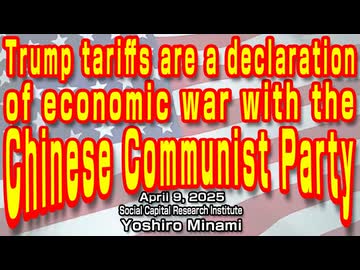 Trump tariffs are a declaration
of economic war with the
Chinese Communist Party
April 9, 2025
Social Capital Research Institute
Yoshiro Minami